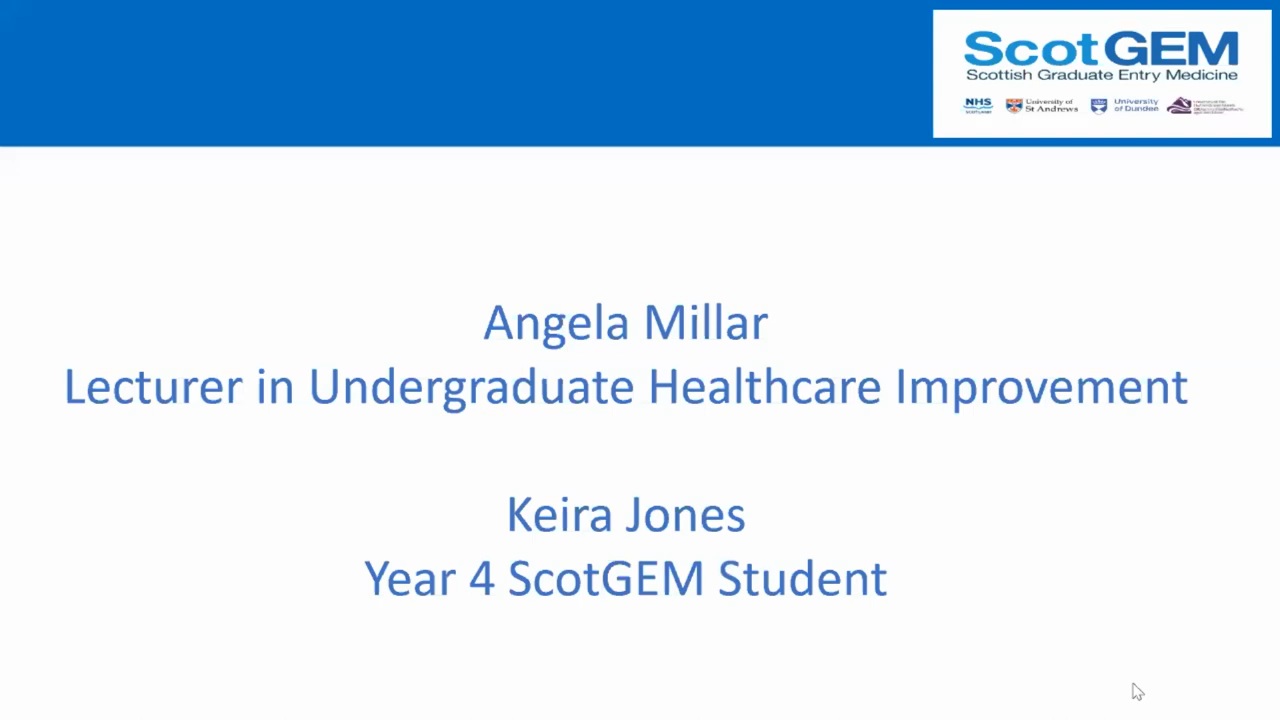 ScotGEM
Scottish Graduate Entry Medicine
NHS
University of
St Andrews
University
of Dundee
Angela Millar
Lecturer in Undergraduate Healthcare Improvement
Keira Jones
Year 4 ScotGEM Student